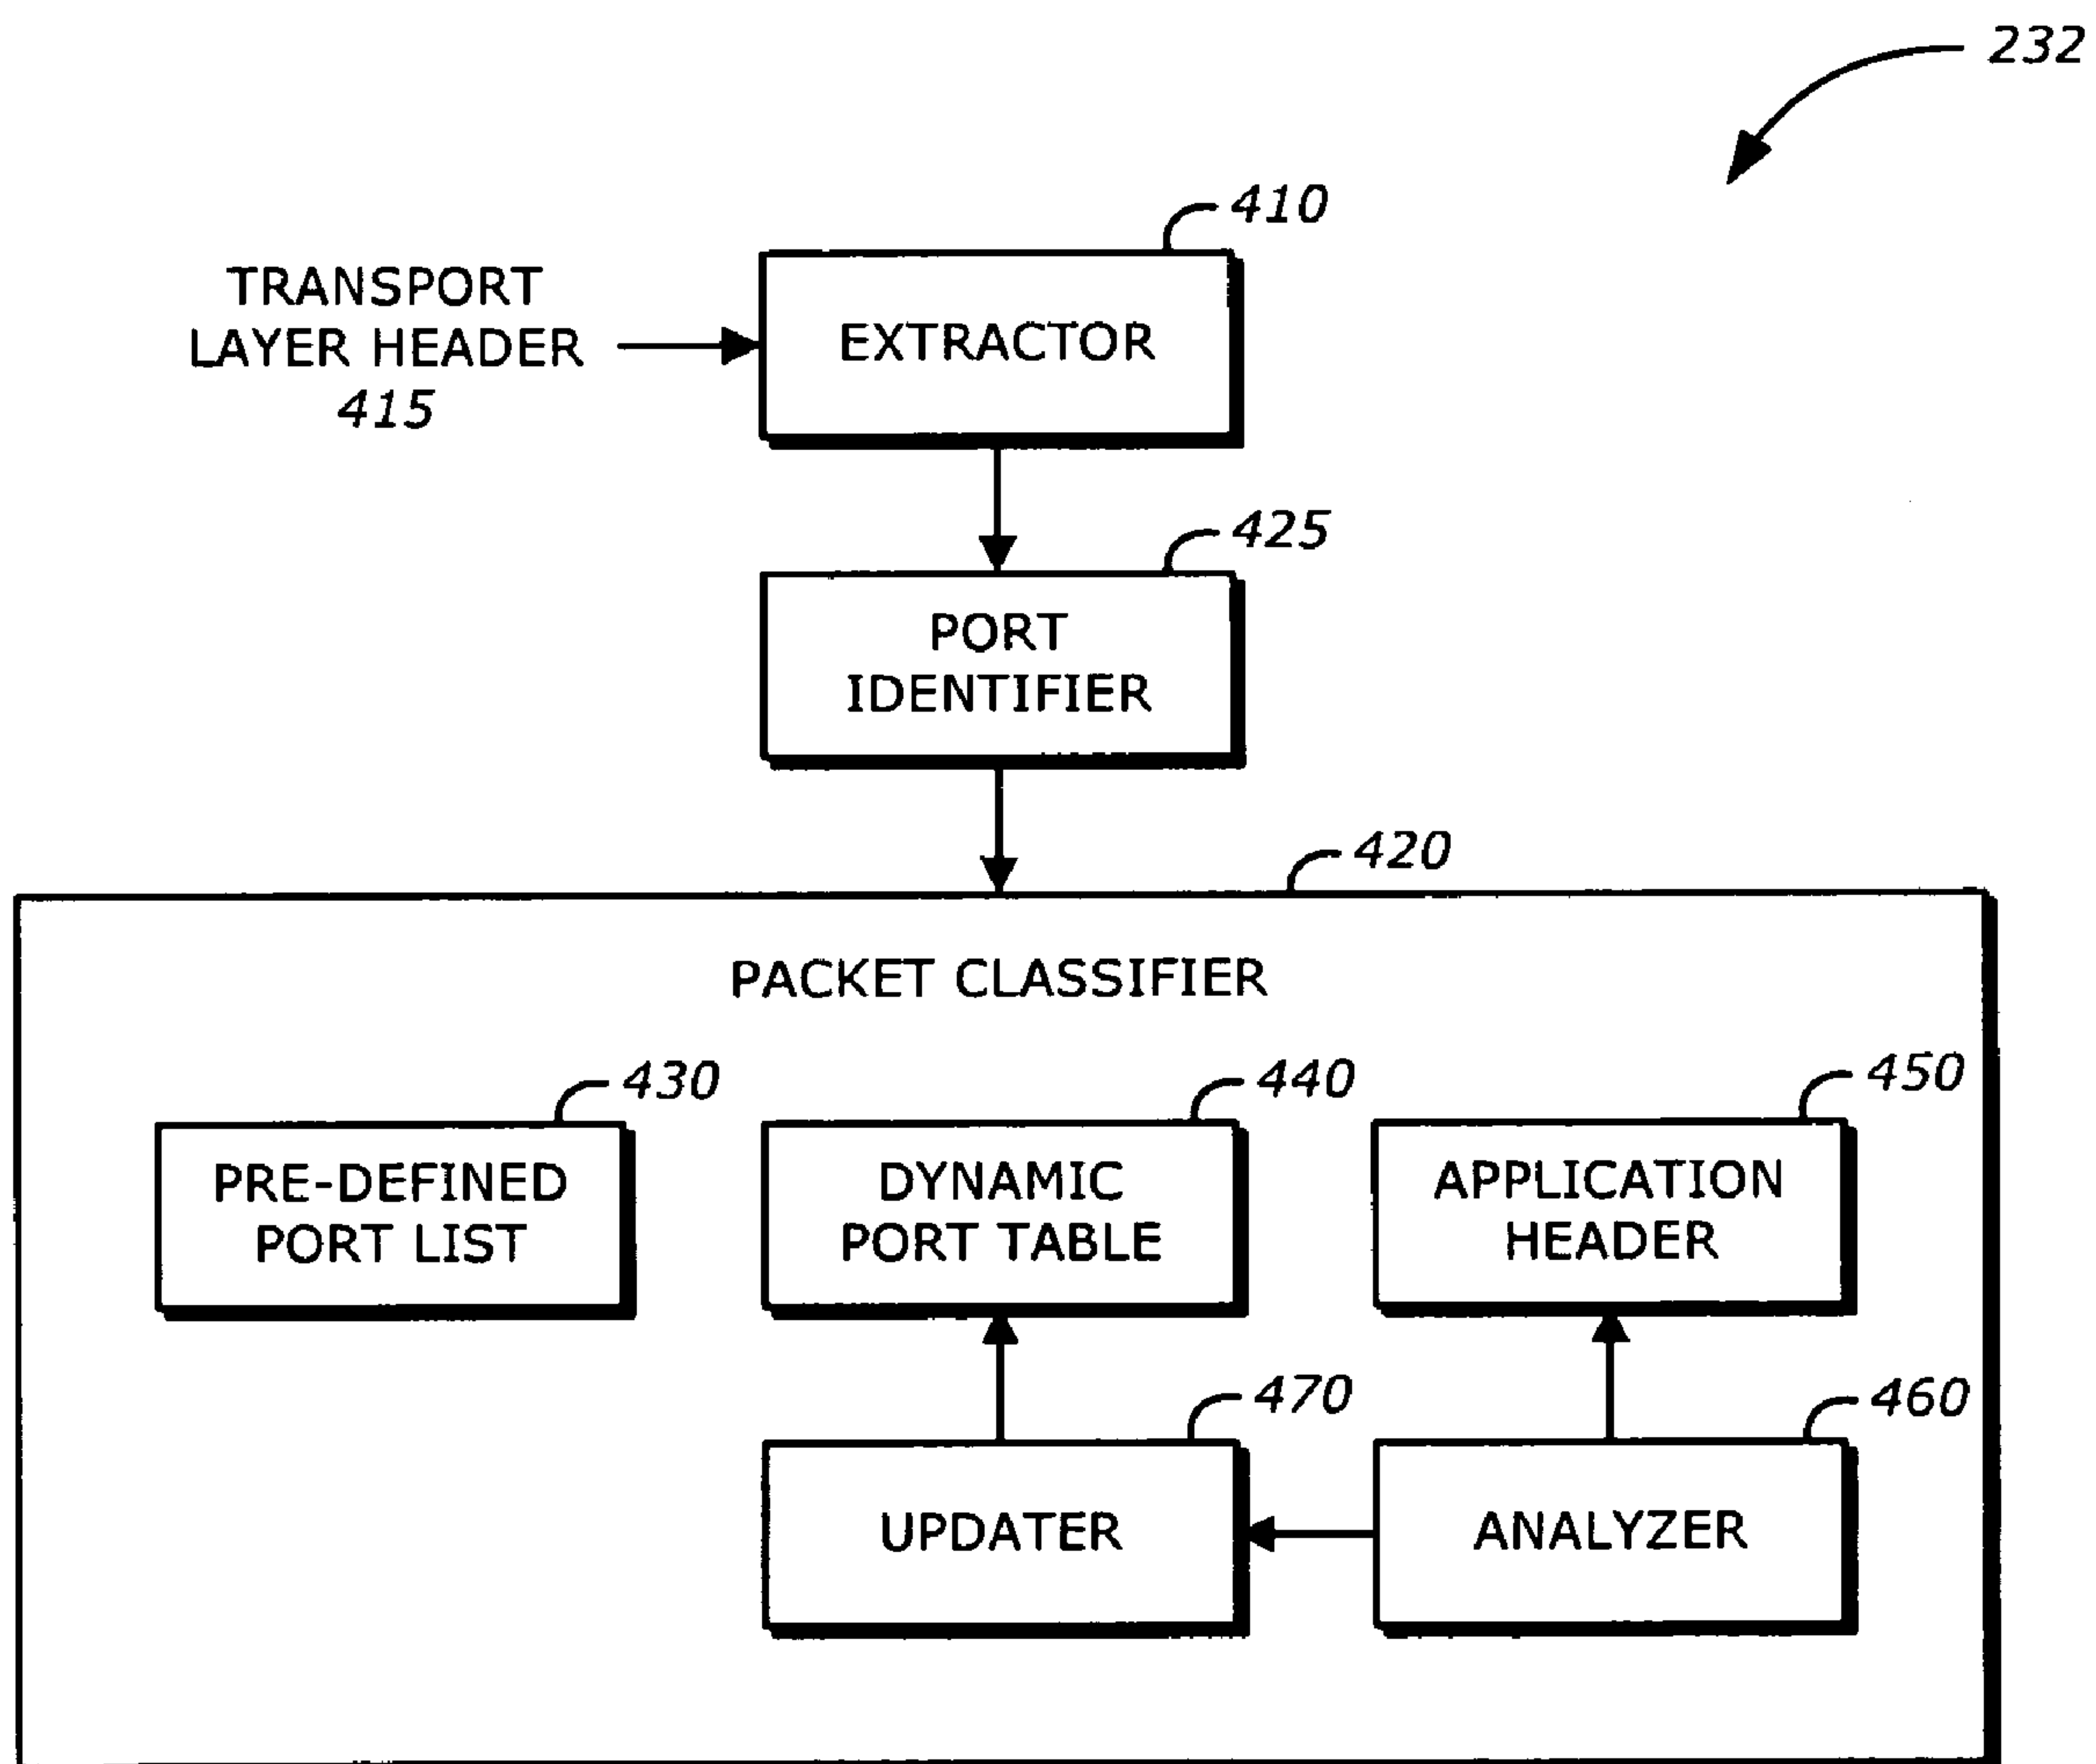 232
410
TRANSPORT
LAYER HEADER
415
EXTRACTOR
425
PORT
IDENTIFIER
420
PACKET CLASSIFIER
430
440
450
PRE-DEFINED
PORT LIST
DYNAMIC
PORT TABLE
APPLICATION
HEADER
470
460
UPDATER
ANALYZER